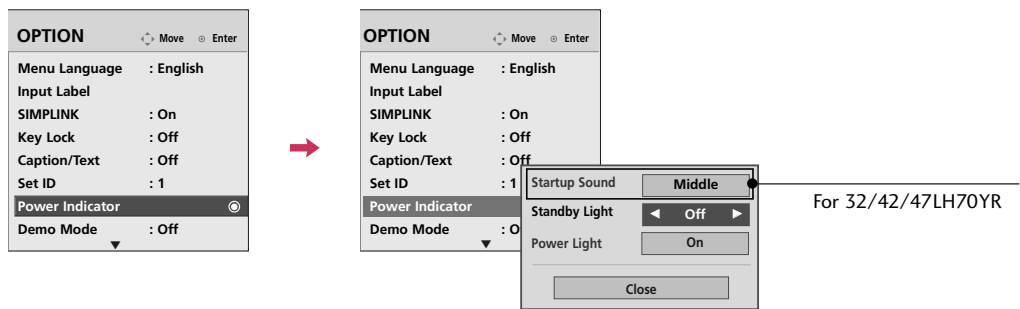 OPTION Move Enter
Menu Language : English
Input Label
SIMPLINK : On
Key Lock : Off
Caption/Text : Off
Set ID : 1
Power Indicator
Demo Mode : Off
OPTION Move Enter
Menu Language : English
Input Label
SIMPLINK : On
Key Lock : Off
Caption/Text : Off
Set ID : 1
Power Indicator
Demo Mode : O
Startup Sound Middle
Standby Light ◀ Off ▶
Power Light On
Close
For 32/42/47LH70YR